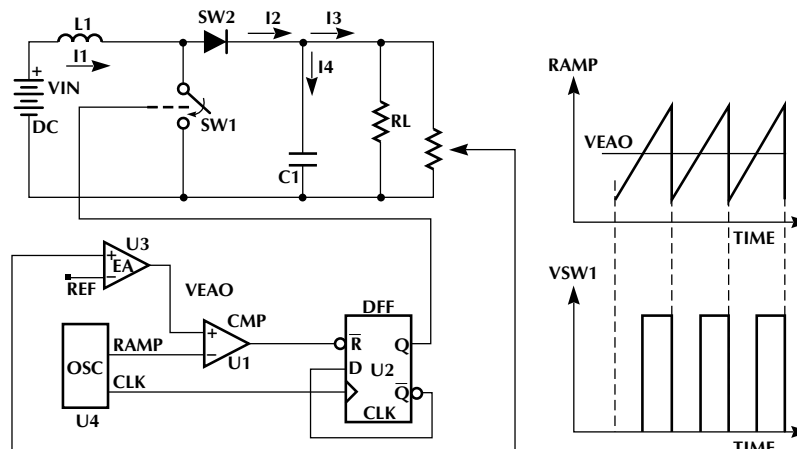 SW2
L1
I2
I3
I1
I4
+
VIN
DC
SW1
RL
C1
U3
+
EA
−
REF
VEAO
DFF
CMP
+
−
U1
RAMP
OSC
CLK
U4
R
Q
D
U2
Q
CLK
RAMP
VEAO
TIME
VSW1
TIME